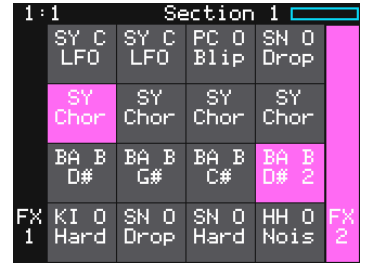 1:1 Section 1
SY C SY C PC O SN O
LFO LFO Blip Drop
SY SY SY SY
Chor Chor Chor Chor
BA B BA B BA B BA B
D# G# C# D# 2
FX KI O SN O SN O HH O FX
1 Hard Drop Hard Nois 2